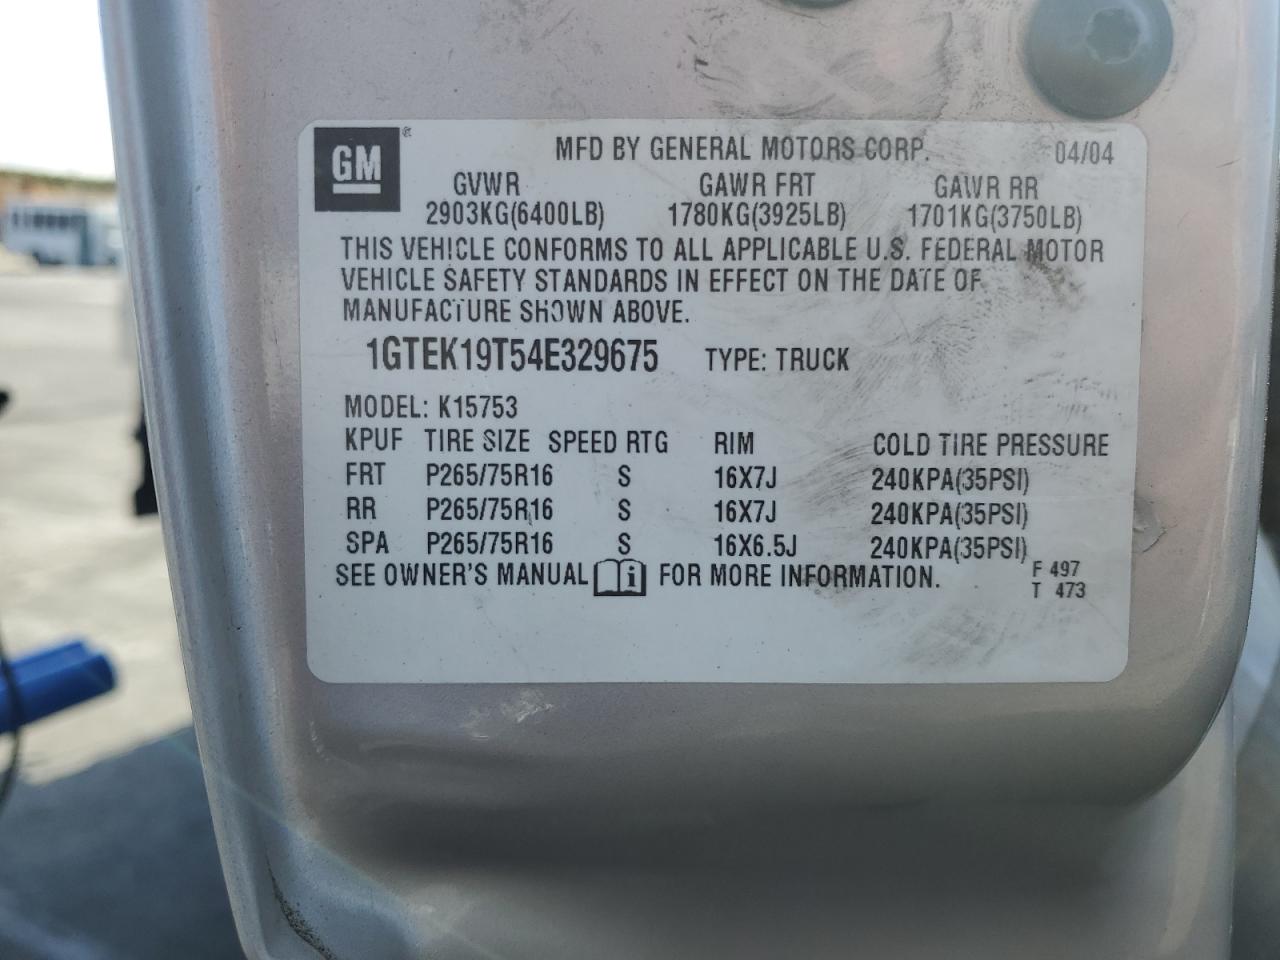 GM ® MFD BY GENERAL MOTORS CORP. 04/04
GVWR GAWR FRT GAWR RR
2903KG(6400LB) 1780KG(3925LB) 1701KG(3750LB)
THIS VEHICLE CONFORMS TO ALL APPLICABLE U.S. FEDERAL MOTOR
VEHICLE SAFETY STANDARDS IN EFFECT ON THE DATE OF
MANUFACTURE SHOWN ABOVE.
1GTEK19T54E329675 TYPE: TRUCK
MODEL: K15753
KPUF TIRE SIZE SPEED RTG RIM COLD TIRE PRESSURE
FRT P265/75R16 S 16X7J 240KPA(35PSI)
RR P265/75R16 S 16X7J 240KPA(35PSI)
SPA P265/75R16 S 16X6.5J 240KPA(35PSI)
SEE OWNER'S MANUAL i FOR MORE INFORMATION. F 497
T 473